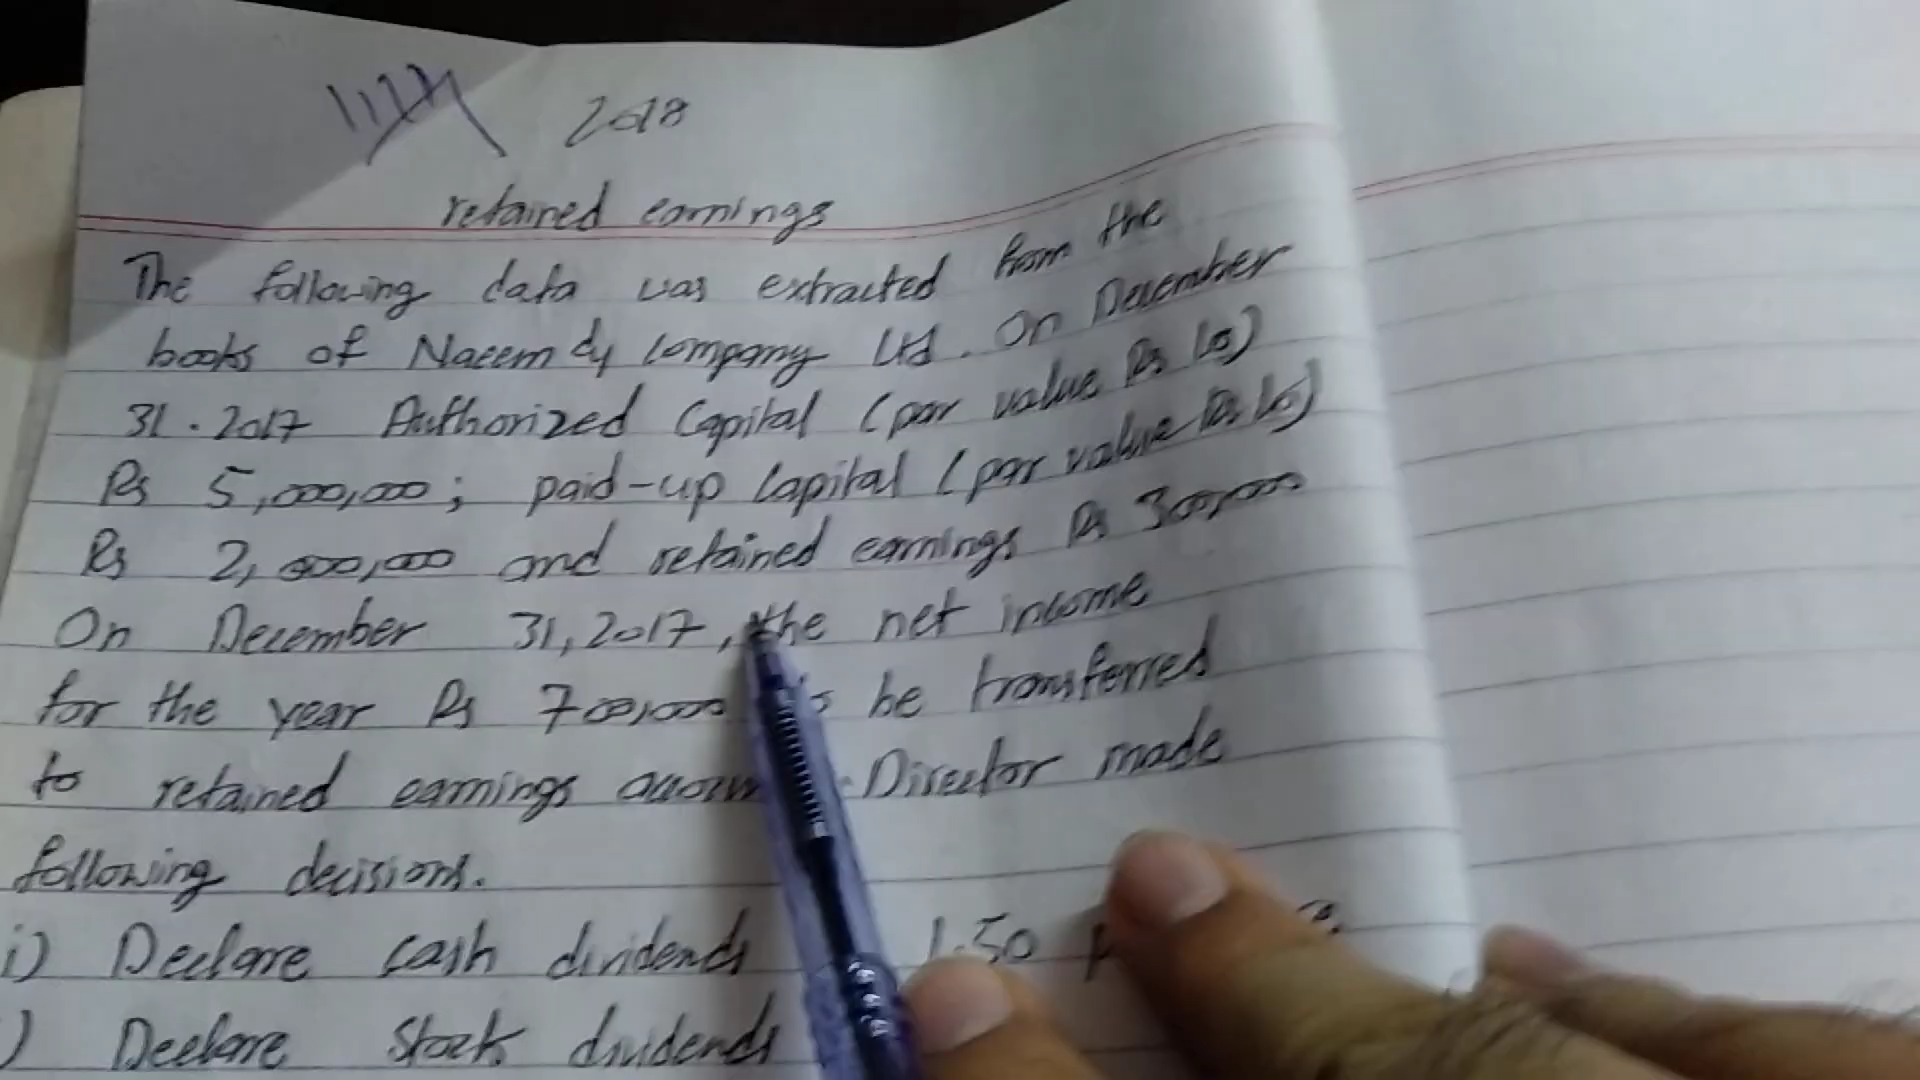 2018
retained earnings
The following data was extracted from the
books of Naeem dy Company Ltd. On December
31.2017 Authorized Capital (par value Rs 10)
Rs 5,000,000; paid-up Capital (par value Rs 10)
Rs 2,000,000 and retained earnings Rs 300,000
On December 31, 2017, the net income
for the year Rs 700,000 be transferred
to retained earnings Director made
following decisions.
i) Declare cash dividends 1.50
) Declare Stock dividends